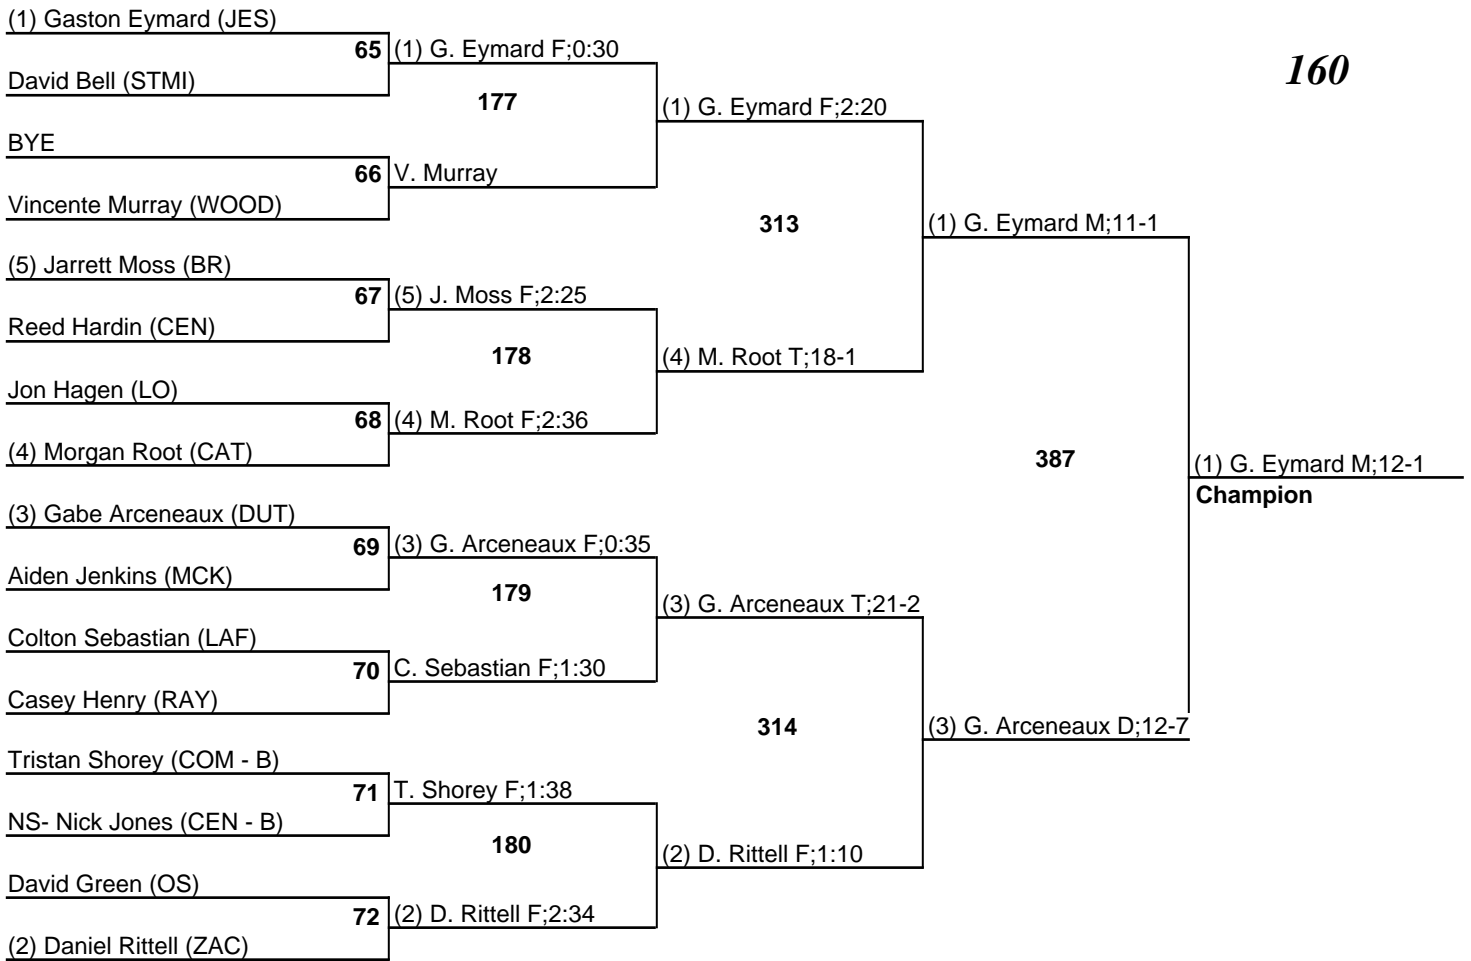 (1) Gaston Eymard (JES)
65 (1) G. Eymard F;0:30
160
David Bell (STMI)
177
(1) G. Eymard F;2:20
BYE
66 V. Murray
Vincente Murray (WOOD)
313
(1) G. Eymard M;11-1
(5) Jarrett Moss (BR)
67 (5) J. Moss F;2:25
Reed Hardin (CEN)
178
(4) M. Root T;18-1
Jon Hagen (LO)
68 (4) M. Root F;2:36
(4) Morgan Root (CAT)
387
(1) G. Eymard M;12-1
Champion
(3) Gabe Arceneaux (DUT)
69 (3) G. Arceneaux F;0:35
Aiden Jenkins (MCK)
179
(3) G. Arceneaux T;21-2
Colton Sebastian (LAF)
70 C. Sebastian F;1:30
Casey Henry (RAY)
314
(3) G. Arceneaux D;12-7
Tristan Shorey (COM - B)
71 T. Shorey F;1:38
NS- Nick Jones (CEN - B)
180
(2) D. Rittell F;1:10
David Green (OS)
72 (2) D. Rittell F;2:34
(2) Daniel Rittell (ZAC)